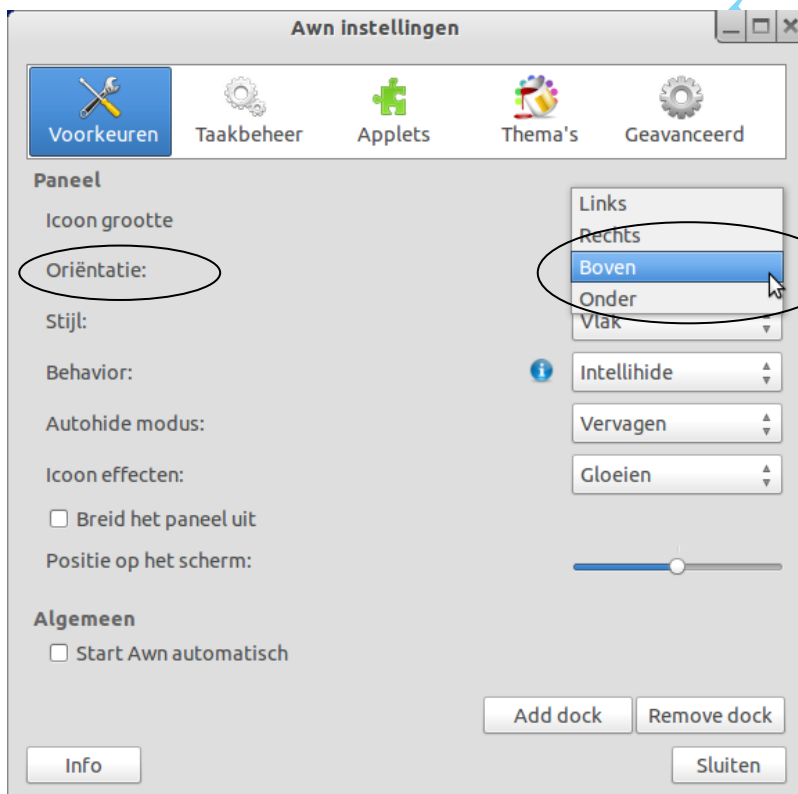 Awn instellingen
Voorkeuren Taakbeheer Applets Thema's Geavanceerd
Paneel
Icoon grootte
Links
Rechts
Oriëntatie: Boven
Onder
Stijl: Vlak
Behavior: Intellihide
Autohide modus: Vervagen
Icoon effecten: Gloeien
Breid het paneel uit
Positie op het scherm:
Algemeen
Start Awn automatisch
Add dock Remove dock
Info Sluiten